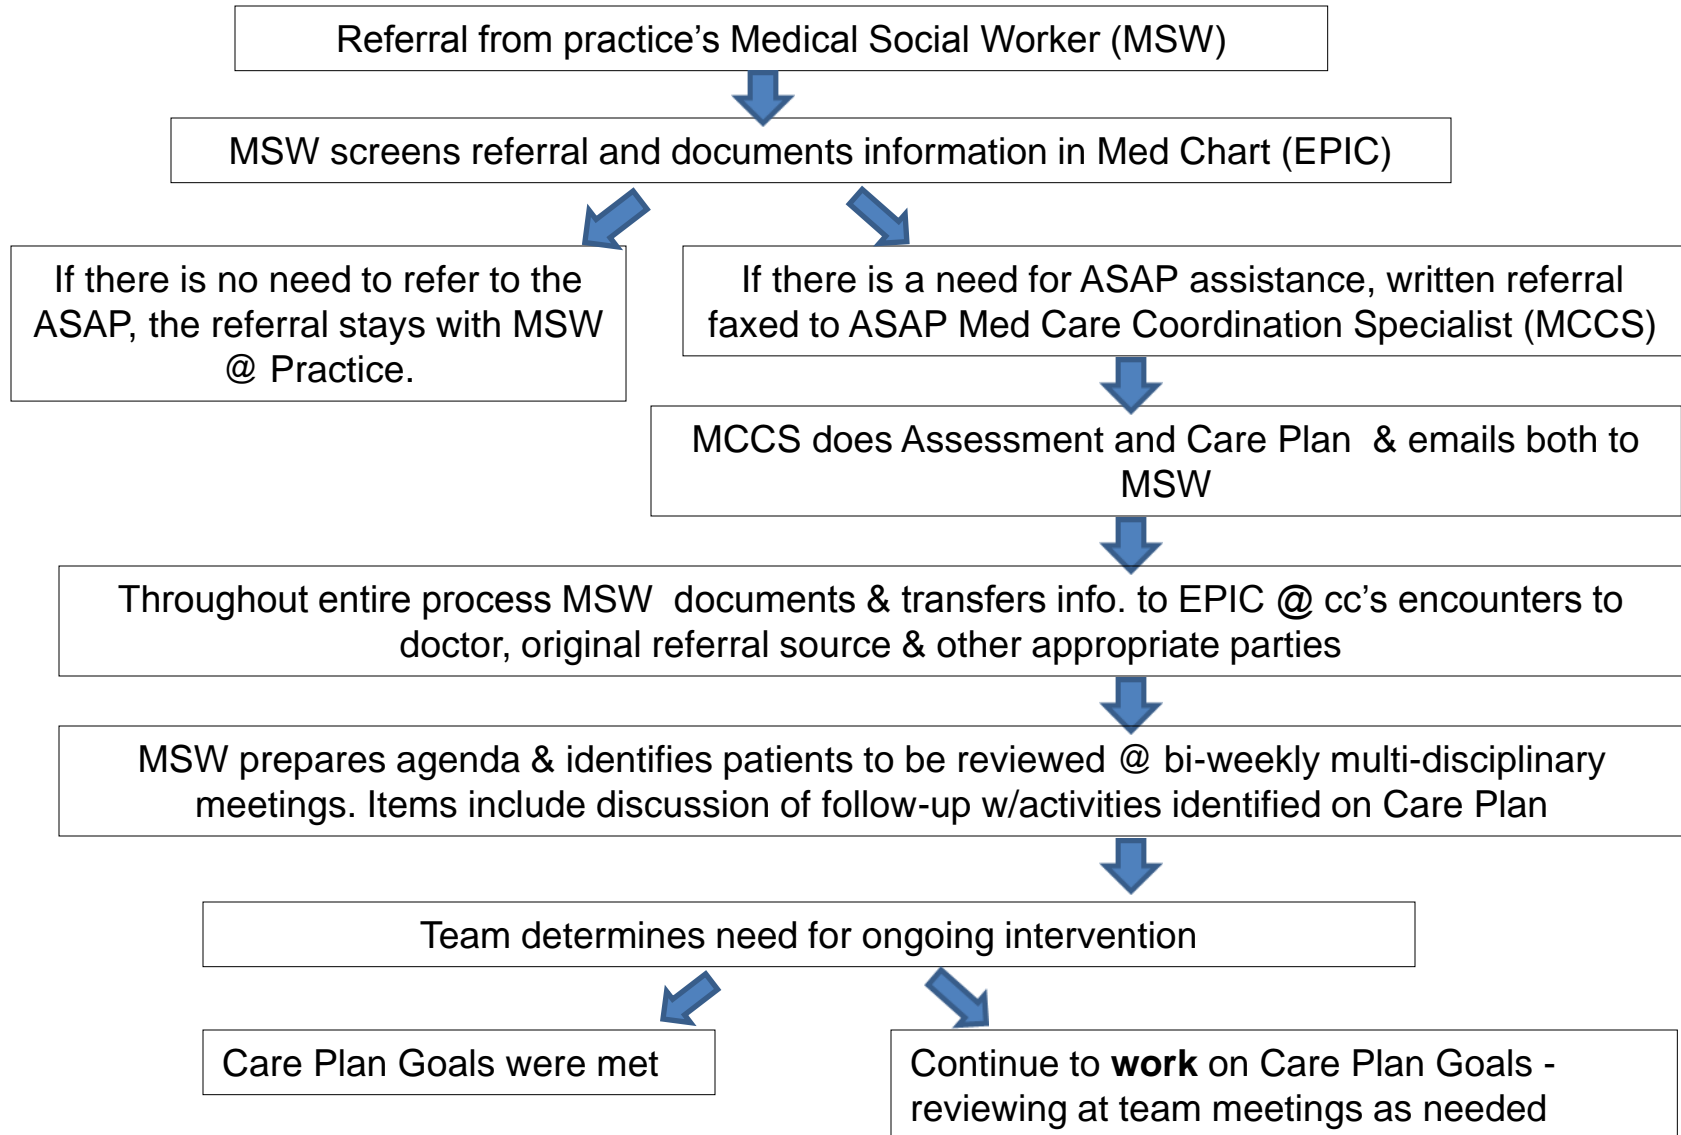 Referral from practice’s Medical Social Worker (MSW)
MSW screens referral and documents information in Med Chart (EPIC)
If there is no need to refer to the
ASAP, the referral stays with MSW
@ Practice.
If there is a need for ASAP assistance, written referral
faxed to ASAP Med Care Coordination Specialist (MCCS)
MCCS does Assessment and Care Plan  & emails both to
MSW
Throughout entire process MSW  documents & transfers info. to EPIC @ cc’s encounters to
doctor, original referral source & other appropriate parties
MSW prepares agenda & identifies patients to be reviewed @ bi-weekly multi-disciplinary
meetings. Items include discussion of follow-up w/activities identified on Care Plan
Team determines need for ongoing intervention
Care Plan Goals were met
Continue to work on Care Plan Goals -
reviewing at team meetings as needed